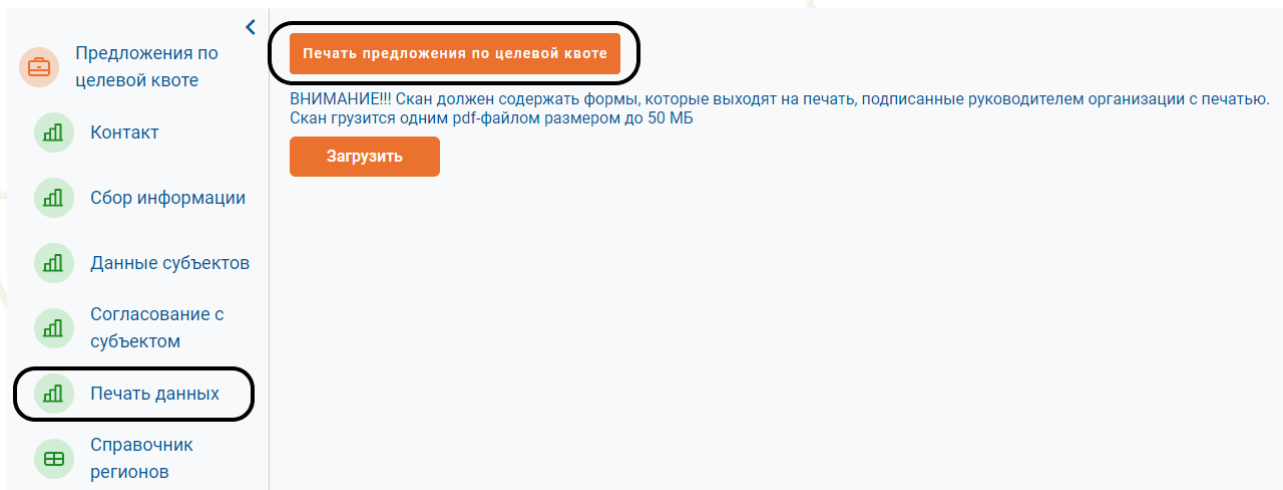 Предложения по
целевой квоте
Контакт
Сбор информации
Данные субъектов
Согласование с
субъектом
Печать данных
Справочник
регионов
Печать предложения по целевой квоте
ВНИМАНИЕ!!! Скан должен содержать формы, которые выходят на печать, подписанные руководителем организации с печатью.
Скан грузится одним pdf-файлом размером до 50 МБ
Загрузить